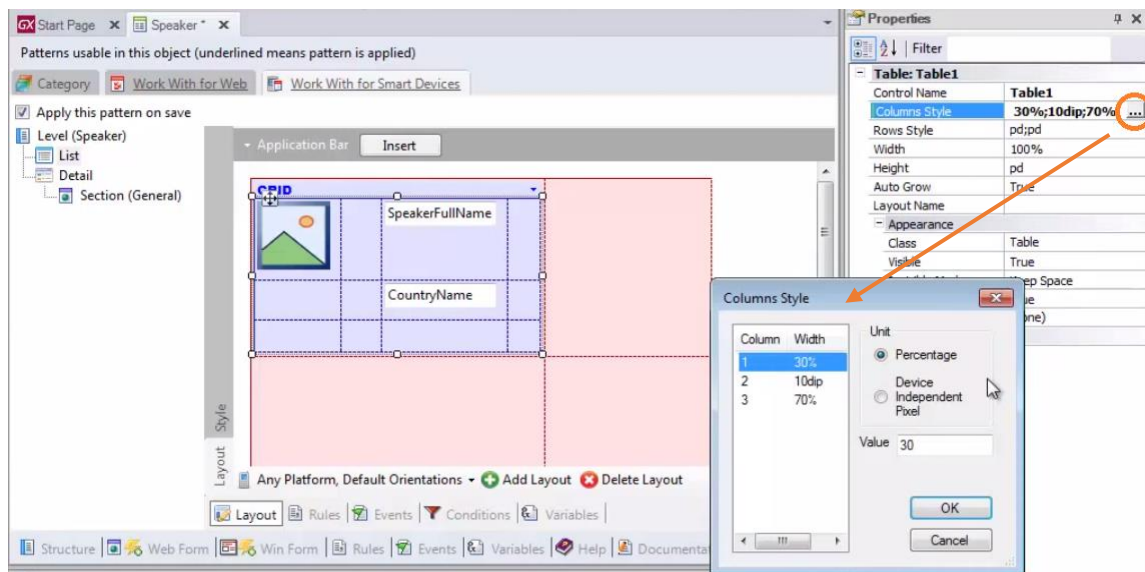 GX Start Page Speaker *
Patterns usable in this object (underlined means pattern is applied)
Category Work With for Web Work With for Smart Devices
Apply this pattern on save
Level (Speaker)
List
Detail
Section (General)
Application Bar Insert
GRID
SpeakerFullName
CountryName
Style
Layout
Any Platform, Default Orientations Add Layout Delete Layout
Layout Rules Events Conditions Variables
Structure Web Form Win Form Rules Events Variables Help
Properties
Filter
Table: Table1
Control Name Table1
Columns Style 30%;10dip;70% ...
Rows Style pd;pd
Width 100%
Height pd
Auto Grow True
Layout Name
Appearance
Class Table
Visible True
Columns Style
Column Width
1 30%
2 10dip
3 70%
Unit
Percentage
Device
Independent
Pixel
Value 30
OK
Cancel